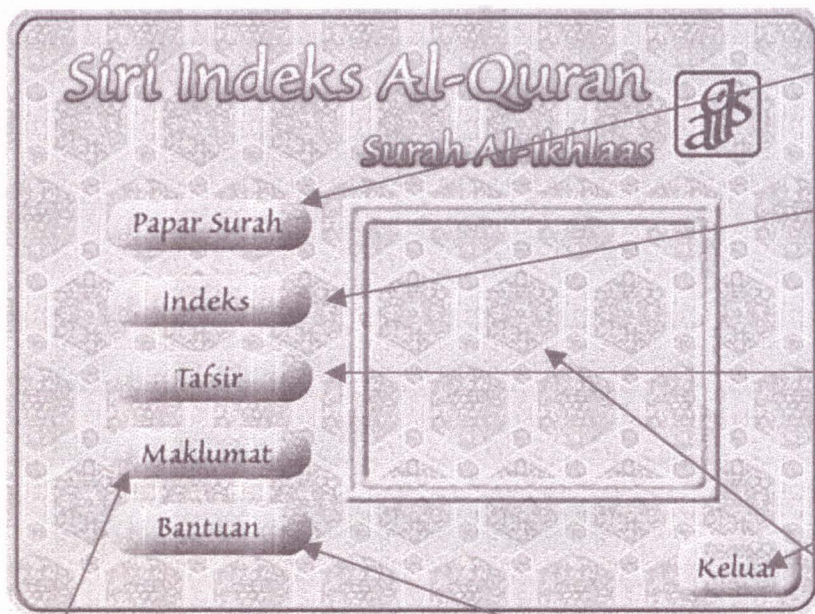 Siri Indeks Al-Quran
Surah Al-ikhlaas
Papar Surah
Indeks
Tafsir
Maklumat
Bantuan
Keluar